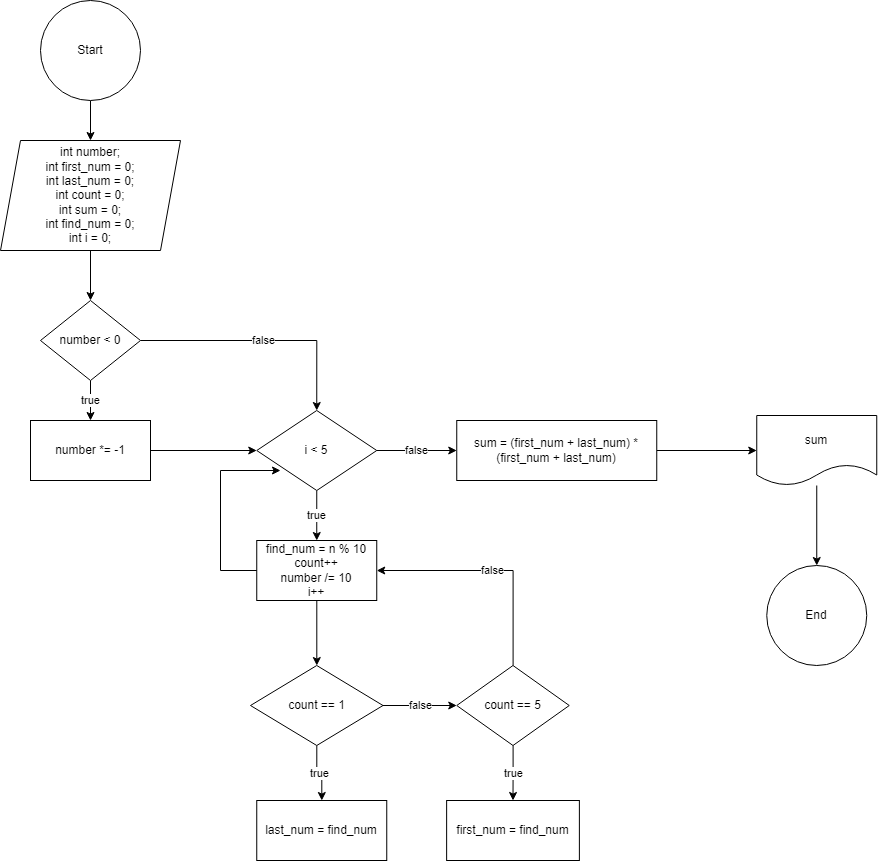 Start
int number;
int first_num = 0;
int last_num = 0;
int count = 0;
int sum = 0;
int find_num = 0;
int i = 0;
number < 0
false
true
number *= -1
i < 5
false
sum = (first_num + last_num) *
(first_num + last_num)
sum
true
find_num = n % 10
count++
number /= 10
i++
false
End
count == 1
false
count == 5
true
true
last_num = find_num
first_num = find_num